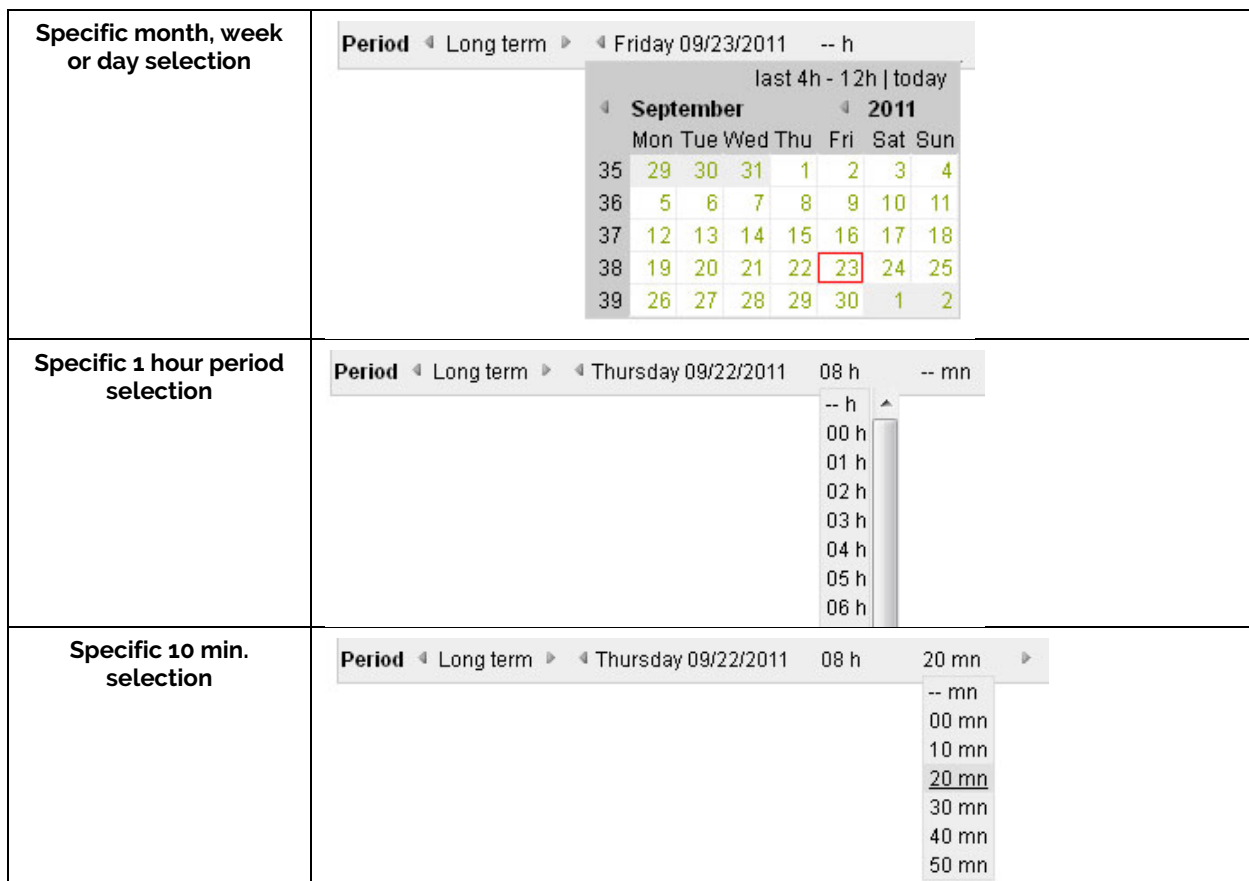 Specific month, week
or day selection
Period Long term Friday 09/23/2011 -- h
last 4h - 12h | today
September 2011
Mon Tue Wed Thu Fri Sat Sun
35 29 30 31 1 2 3 4
36 5 6 7 8 9 10 11
37 12 13 14 15 16 17 18
38 19 20 21 22 23 24 25
39 26 27 28 29 30 1 2
Specific 1 hour period
selection
Period Long term Thursday 09/22/2011 08 h -- mn
-- h
00 h
01 h
02 h
03 h
04 h
05 h
06 h
Specific 10 min.
selection
Period Long term Thursday 09/22/2011 08 h 20 mn
-- mn
00 mn
10 mn
20 mn
30 mn
40 mn
50 mn